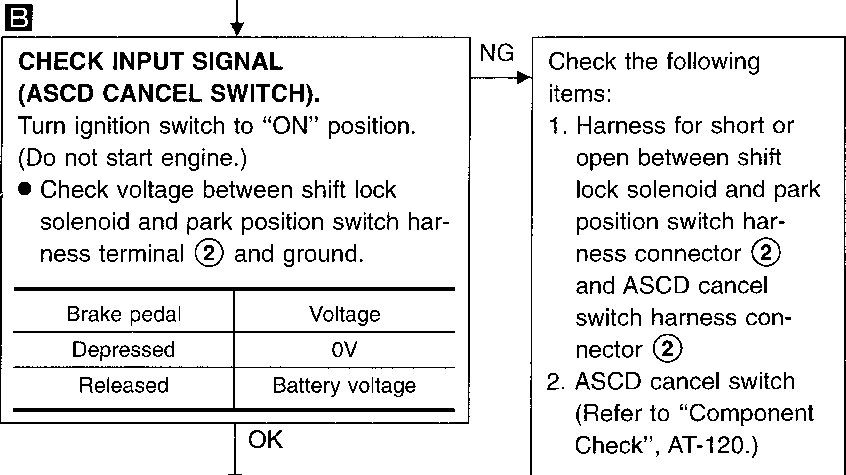 B
CHECK INPUT SIGNAL
(ASCD CANCEL SWITCH).
Turn ignition switch to “ON” position.
(Do not start engine.)
● Check voltage between shift lock
solenoid and park position switch har-
ness terminal ② and ground.
Brake pedal Voltage
Depressed 0V
Released Battery voltage
OK
NG
Check the following
items:
1. Harness for short or
open between shift
lock solenoid and park
position switch har-
ness connector ②
and ASCD cancel
switch harness con-
nector ②
2. ASCD cancel switch
(Refer to “Component
Check”, AT-120.)